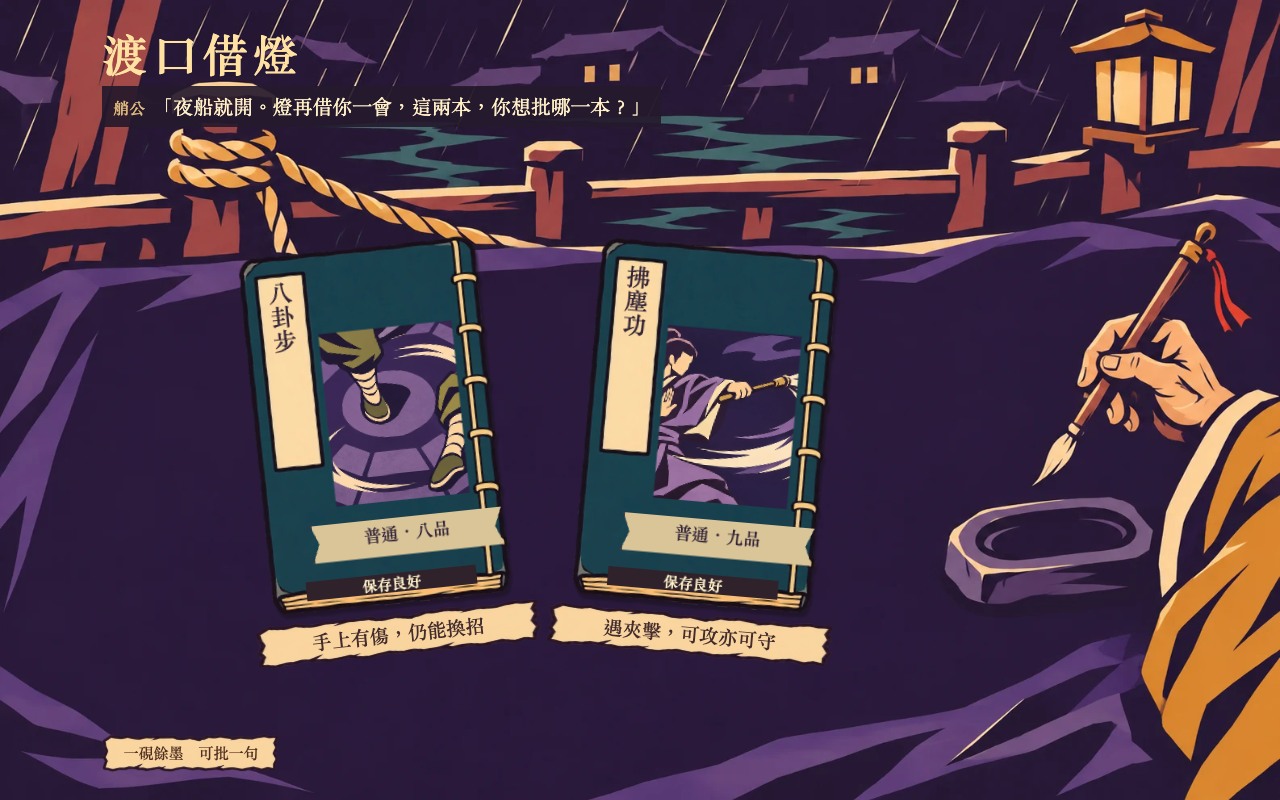 渡口借燈
艄公 「夜船就開。燈再借你一會，這兩本，你想批哪一本？」
八卦步
普通·八品
保存良好
手上有傷，仍能換招
拂塵功
普通·九品
保存良好
遇夾擊，可攻亦可守
一硯餘墨 可批一句